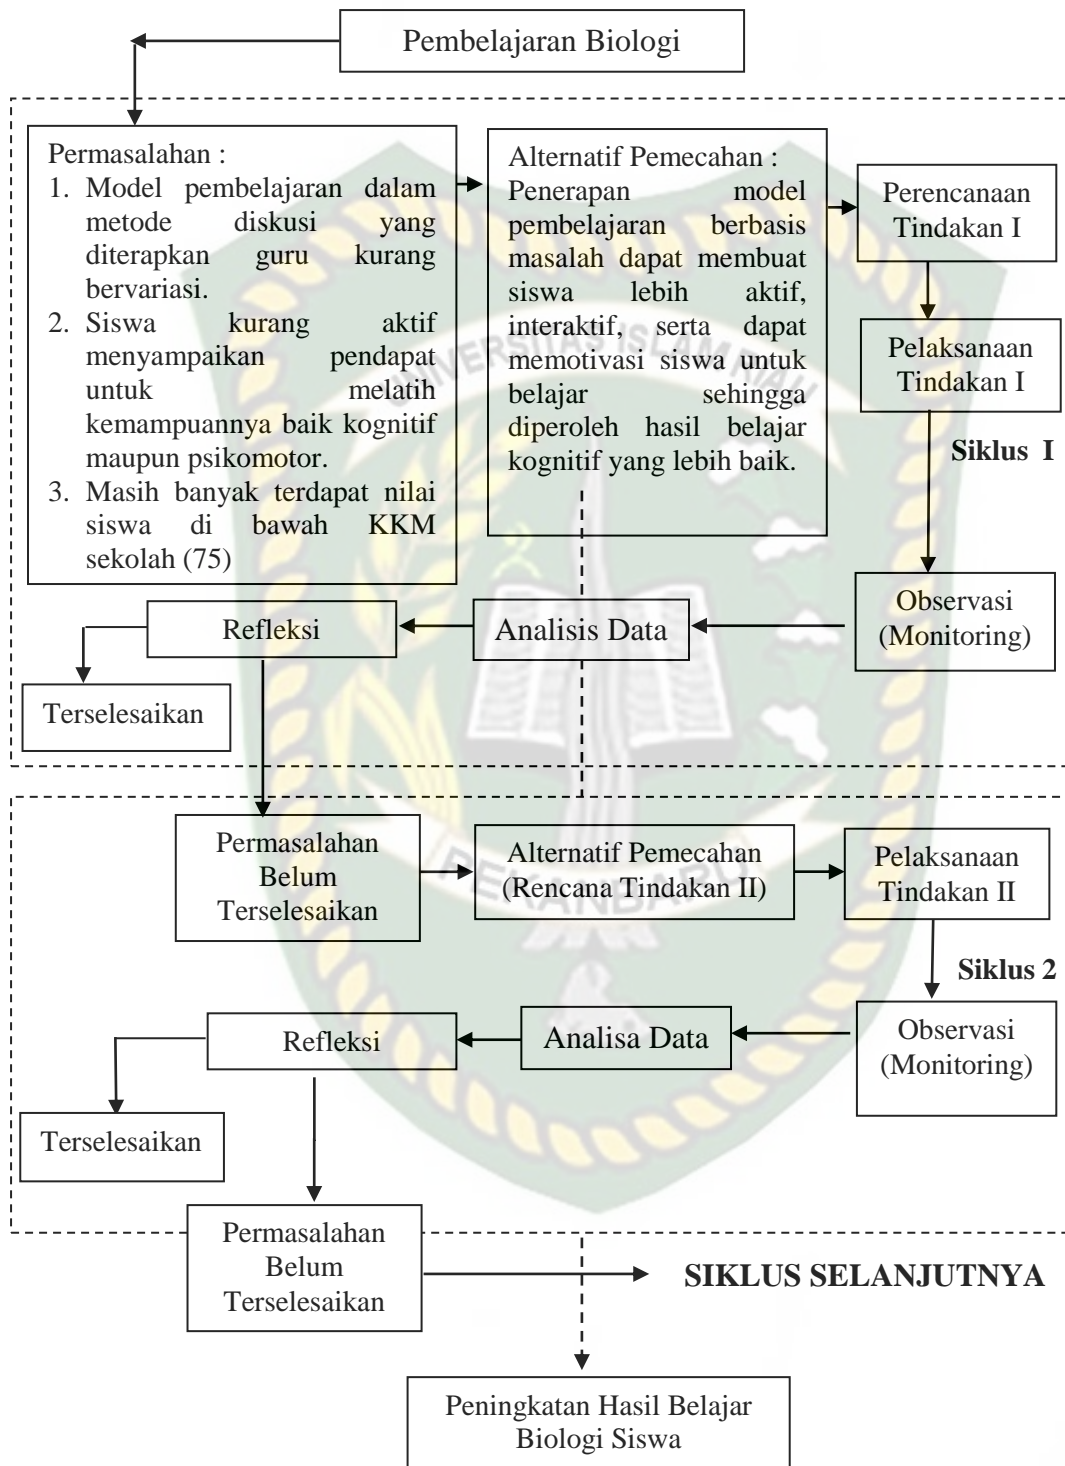 Pembelajaran Biologi
Permasalahan :
1. Model pembelajaran dalam
metode diskusi yang
diterapkan guru kurang
bervariasi.
2. Siswa kurang aktif
menyampaikan pendapat
untuk melatih
kemampuannya baik kognitif
maupun psikomotor.
3. Masih banyak terdapat nilai
siswa di bawah KKM
sekolah (75)
Alternatif Pemecahan :
Penerapan model
pembelajaran berbasis
masalah dapat membuat
siswa lebih aktif,
interaktif, serta dapat
memotivasi siswa untuk
belajar sehingga
diperoleh hasil belajar
kognitif yang lebih baik.
Perencanaan
Tindakan I
Pelaksanaan
Tindakan I
Siklus I
UNIVERSITAS ISLAM RIAU
Observasi
(Monitoring)
Analisis Data
Refleksi
Terselesaikan
Permasalahan
Belum
Terselesaikan
Alternatif Pemecahan
(Rencana Tindakan II)
Pelaksanaan
Tindakan II
PEKANBARU
Siklus 2
Observasi
(Monitoring)
Analisa Data
Refleksi
Terselesaikan
Permasalahan
Belum
Terselesaikan
SIKLUS SELANJUTNYA
Peningkatan Hasil Belajar
Biologi Siswa